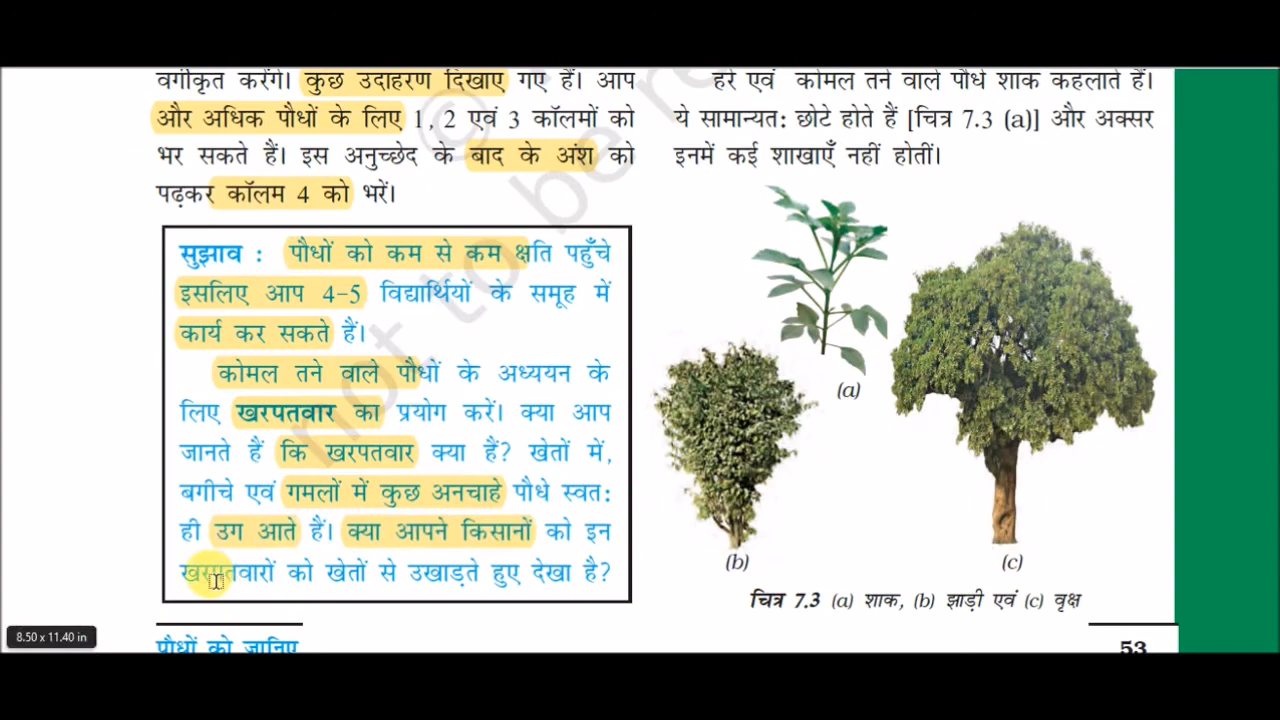 वर्गीकृत करेंगे। कुछ उदाहरण दिखाए गए हैं। आप
और अधिक पौधों के लिए 1, 2 एवं 3 कॉलमों को
भर सकते हैं। इस अनुच्छेद के बाद के अंश को
पढ़कर कॉलम 4 को भरें।
सुझाव : पौधों को कम से कम क्षति पहुँचे
इसलिए आप 4-5 विद्यार्थियों के समूह में
कार्य कर सकते हैं।
कोमल तने वाले पौधों के अध्ययन के
लिए खरपतवार का प्रयोग करें। क्या आप
जानते हैं कि खरपतवार क्या हैं? खेतों में,
बगीचे एवं गमलों में कुछ अनचाहे पौधे स्वतः
ही उग आते हैं। क्या आपने किसानों को इन
खरपतवारों को खेतों से उखाड़ते हुए देखा है?
पौधों को जानिए
हरे एवं कोमल तने वाले पौधे शाक कहलाते हैं।
ये सामान्यतः छोटे होते हैं [चित्र 7.3 (a)] और अक्सर
इनमें कई शाखाएँ नहीं होतीं।
(a)
(b)
(c)
चित्र 7.3 (a) शाक, (b) झाड़ी एवं (c) वृक्ष
53
8.50 x 11.40 in
© not to be re